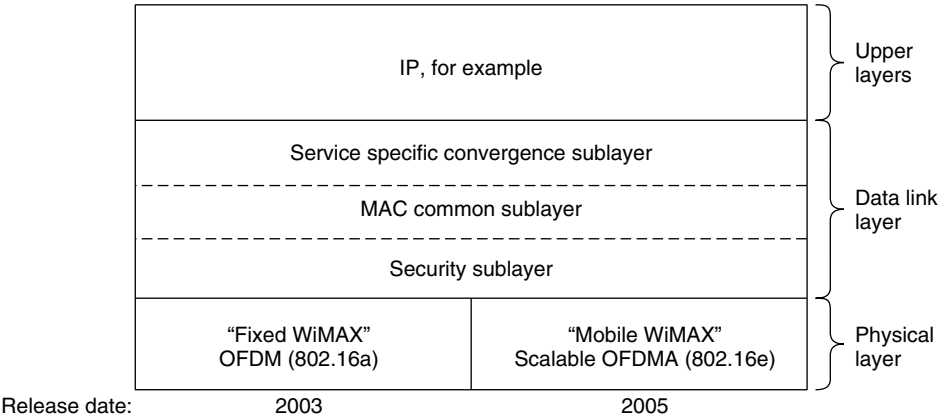 IP, for example
Upper
layers
Service specific convergence sublayer
MAC common sublayer
Security sublayer
Data link
layer
“Fixed WiMAX”
OFDM (802.16a)
“Mobile WiMAX”
Scalable OFDMA (802.16e)
Physical
layer
Release date: 2003 2005